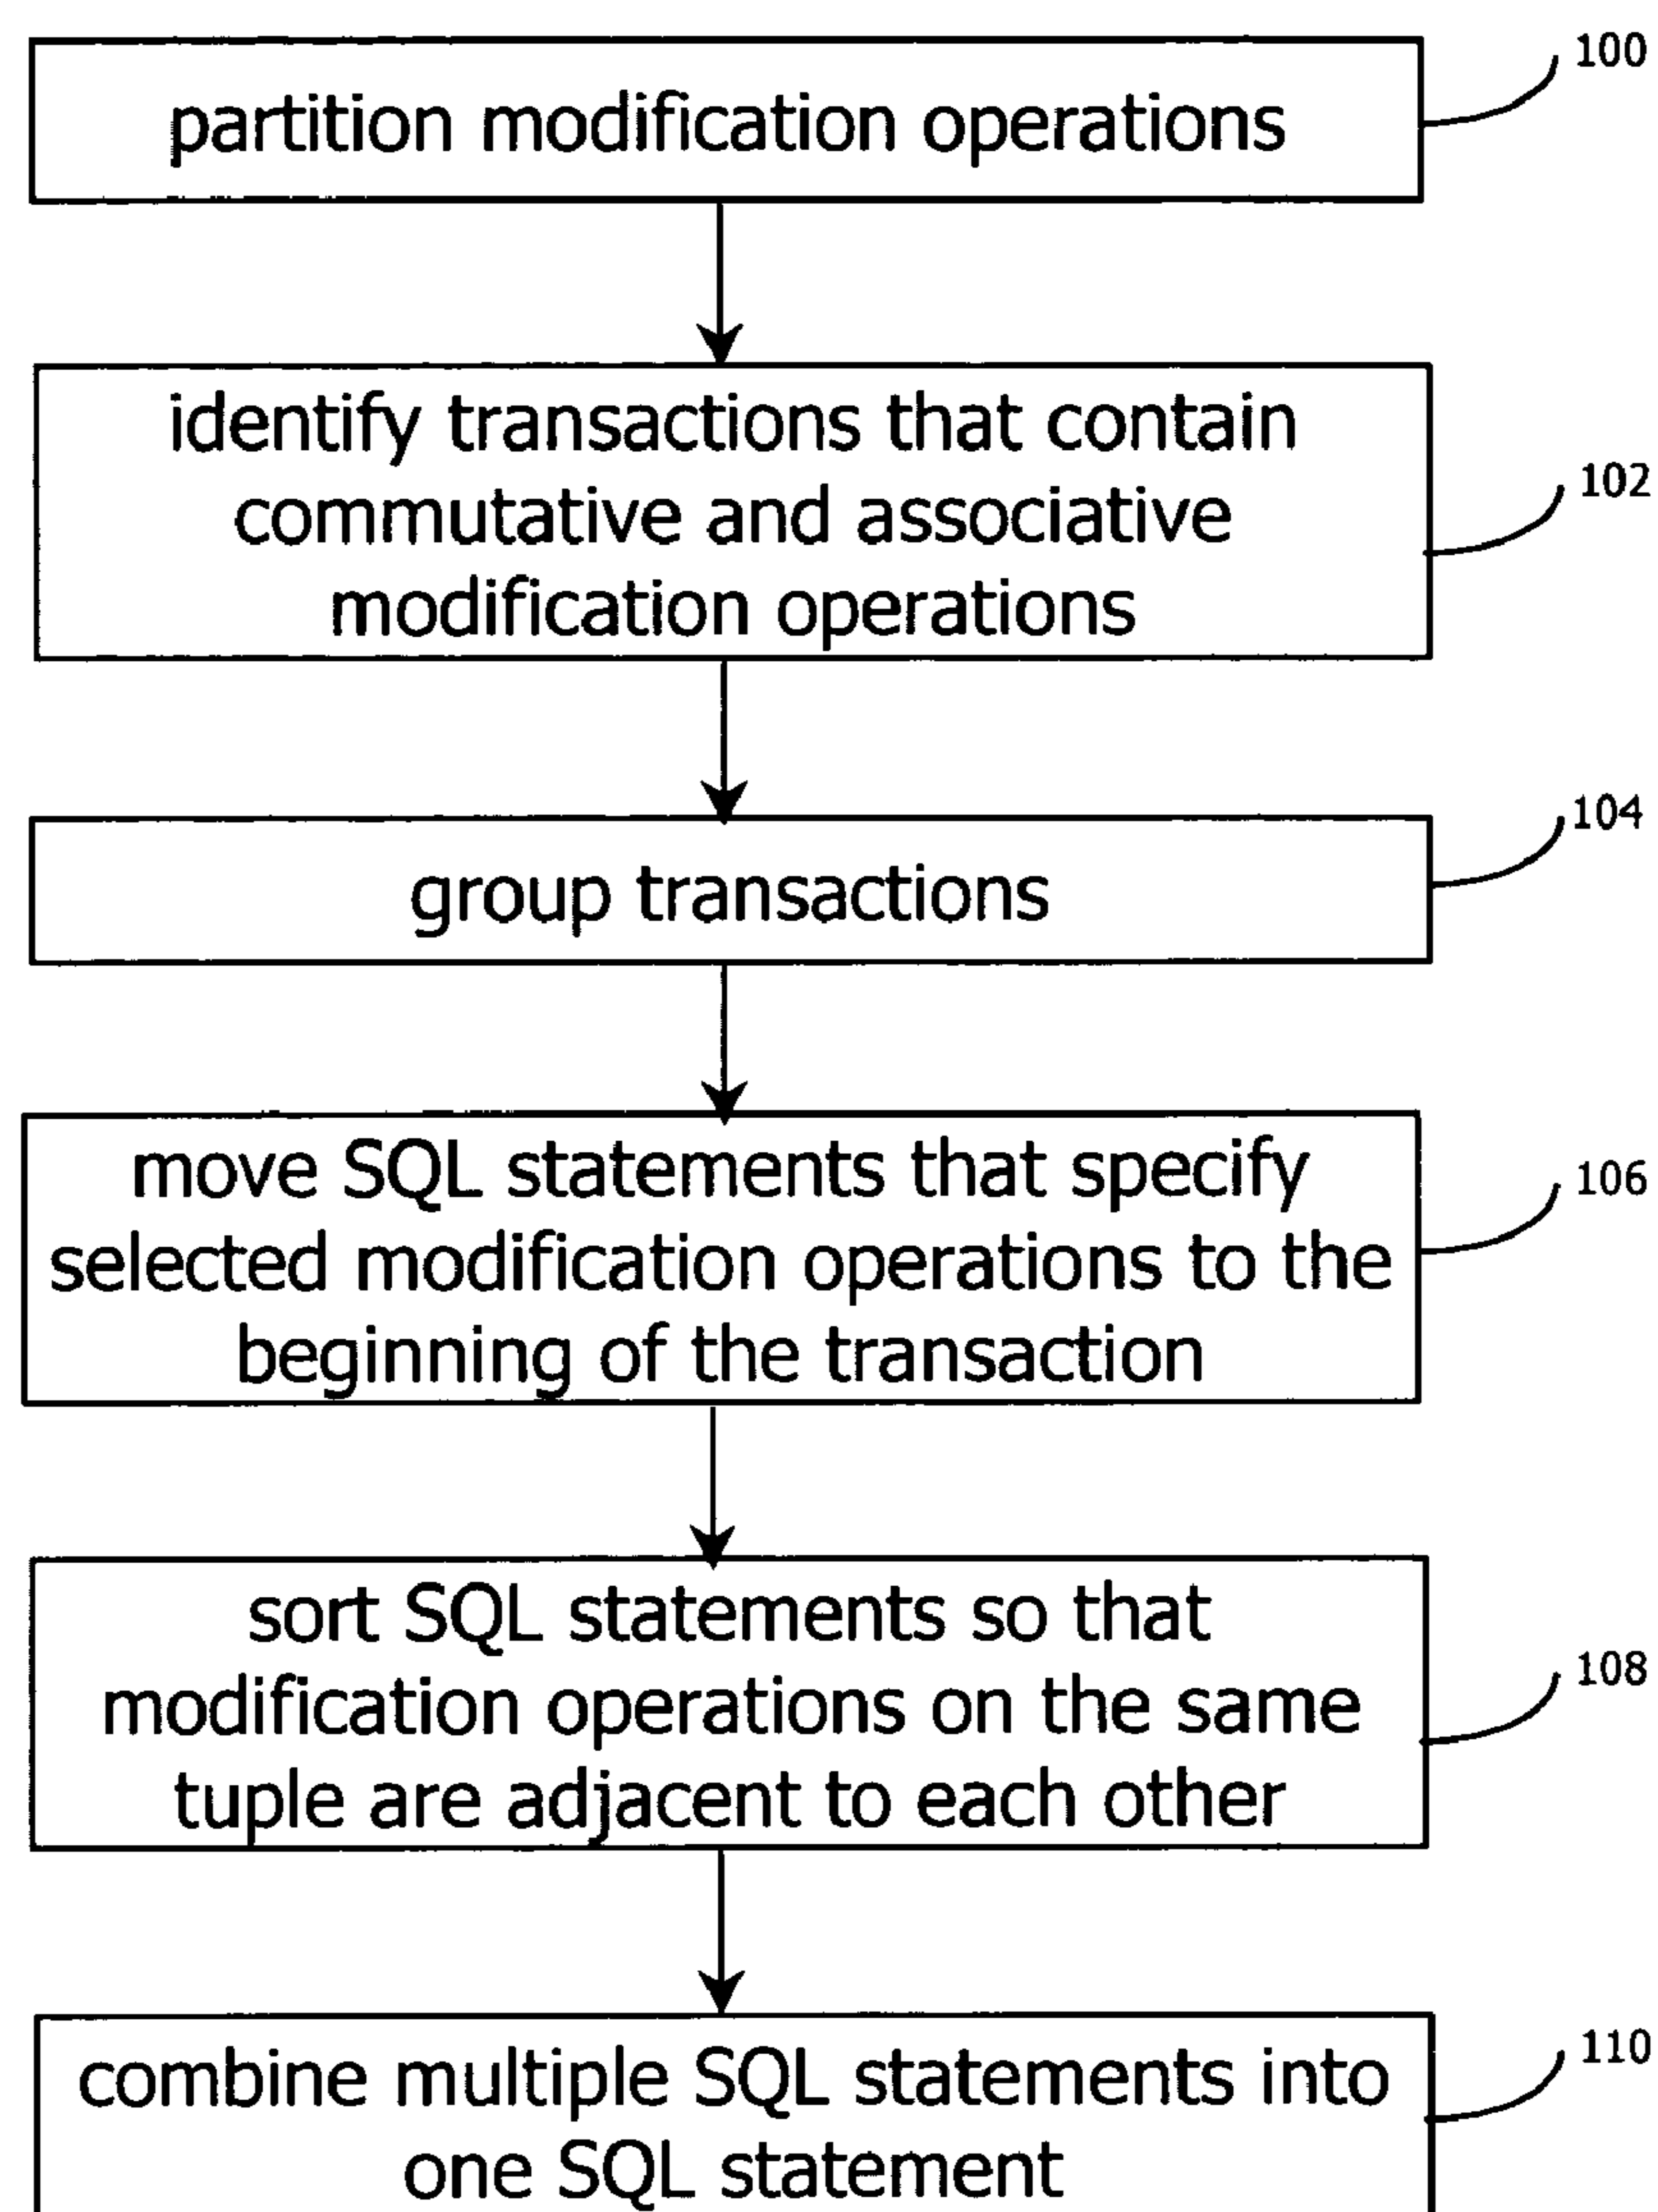 100
partition modification operations
identify transactions that contain
commutative and associative
modification operations
102
group transactions
104
move SQL statements that specify
selected modification operations to the
beginning of the transaction
106
sort SQL statements so that
modification operations on the same
tuple are adjacent to each other
108
combine multiple SQL statements into
one SQL statement
110